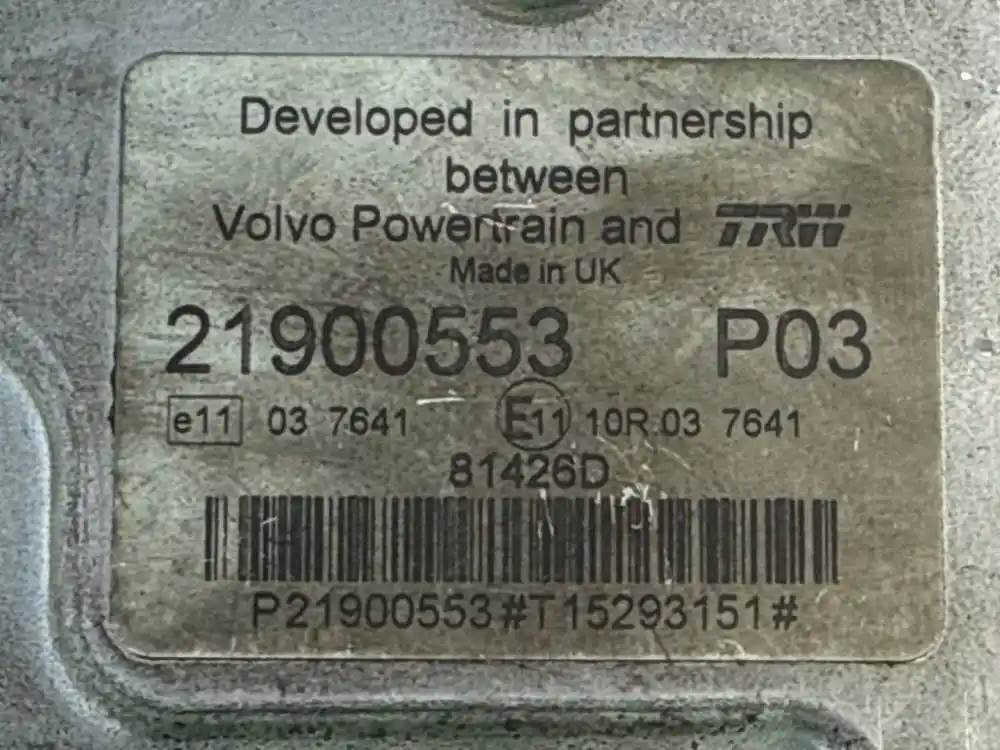 Developed in partnership
between
Volvo Powertrain and TRW
Made in UK
21900553 P03
e11 03 7641 E11 10R.03 7641
81426D
P21900553#T15293151#